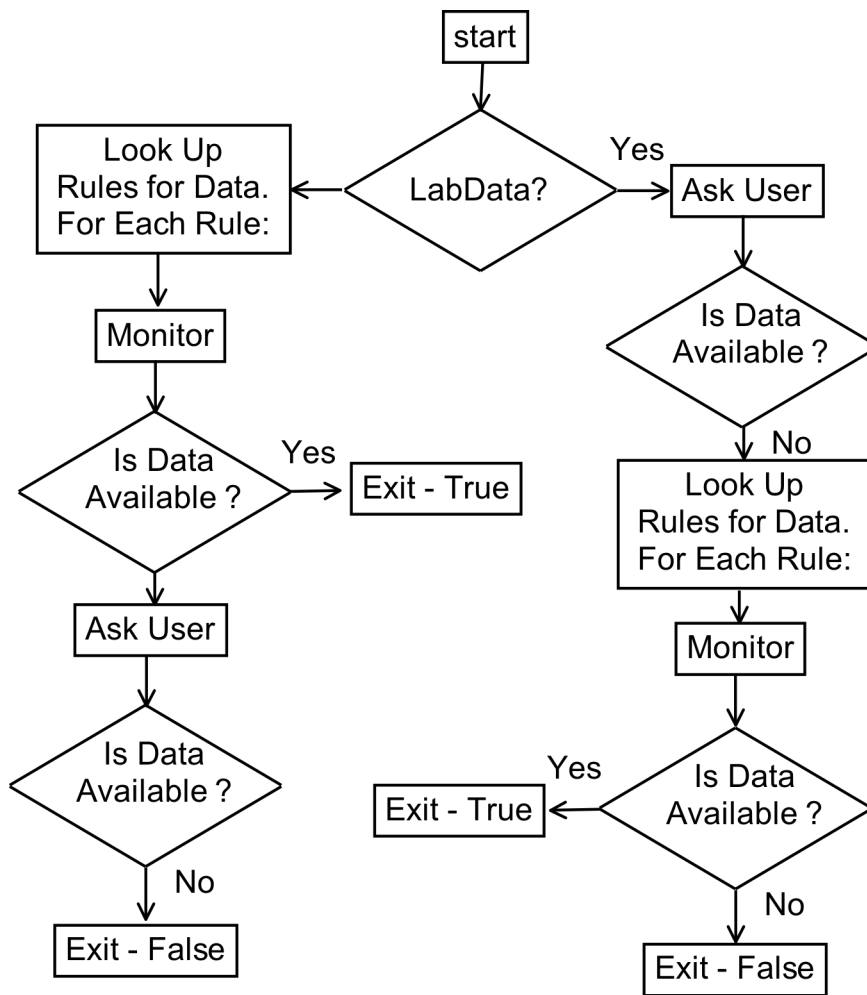 start
LabData?
Yes
Look Up
Rules for Data.
For Each Rule:
Ask User
Monitor
Is Data
Available ?
Is Data
Available ?
Yes
Exit - True
No
Look Up
Rules for Data.
For Each Rule:
Ask User
Monitor
Is Data
Available ?
Yes
Exit - True
Is Data
Available ?
No
Exit - False
No
Exit - False